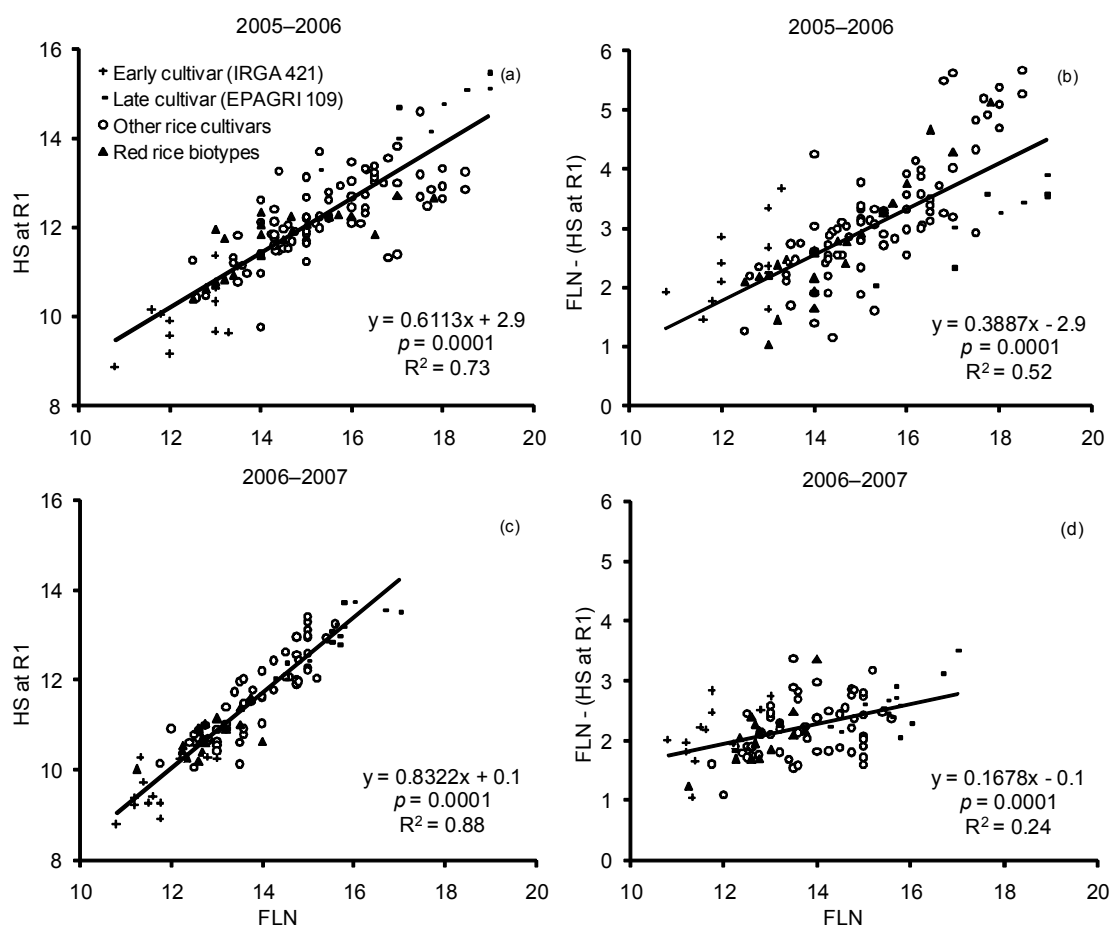 2005–2006
16
14
12
10
8
HS at R1
Early cultivar (IRGA 421)
Late cultivar (EPAGRI 109)
Other rice cultivars
Red rice biotypes
(a)
y = 0.6113x + 2.9
p = 0.0001
R² = 0.73
10 12 14 16 18 20
2005–2006
6
5
4
3
2
1
0
FLN - (HS at R1)
(b)
y = 0.3887x - 2.9
p = 0.0001
R² = 0.52
10 12 14 16 18 20
2006–2007
16
14
12
10
8
HS at R1
(c)
y = 0.8322x + 0.1
p = 0.0001
R² = 0.88
10 12 14 16 18 20
FLN
2006–2007
6
5
4
3
2
1
0
FLN - (HS at R1)
(d)
y = 0.1678x - 0.1
p = 0.0001
R² = 0.24
10 12 14 16 18 20
FLN